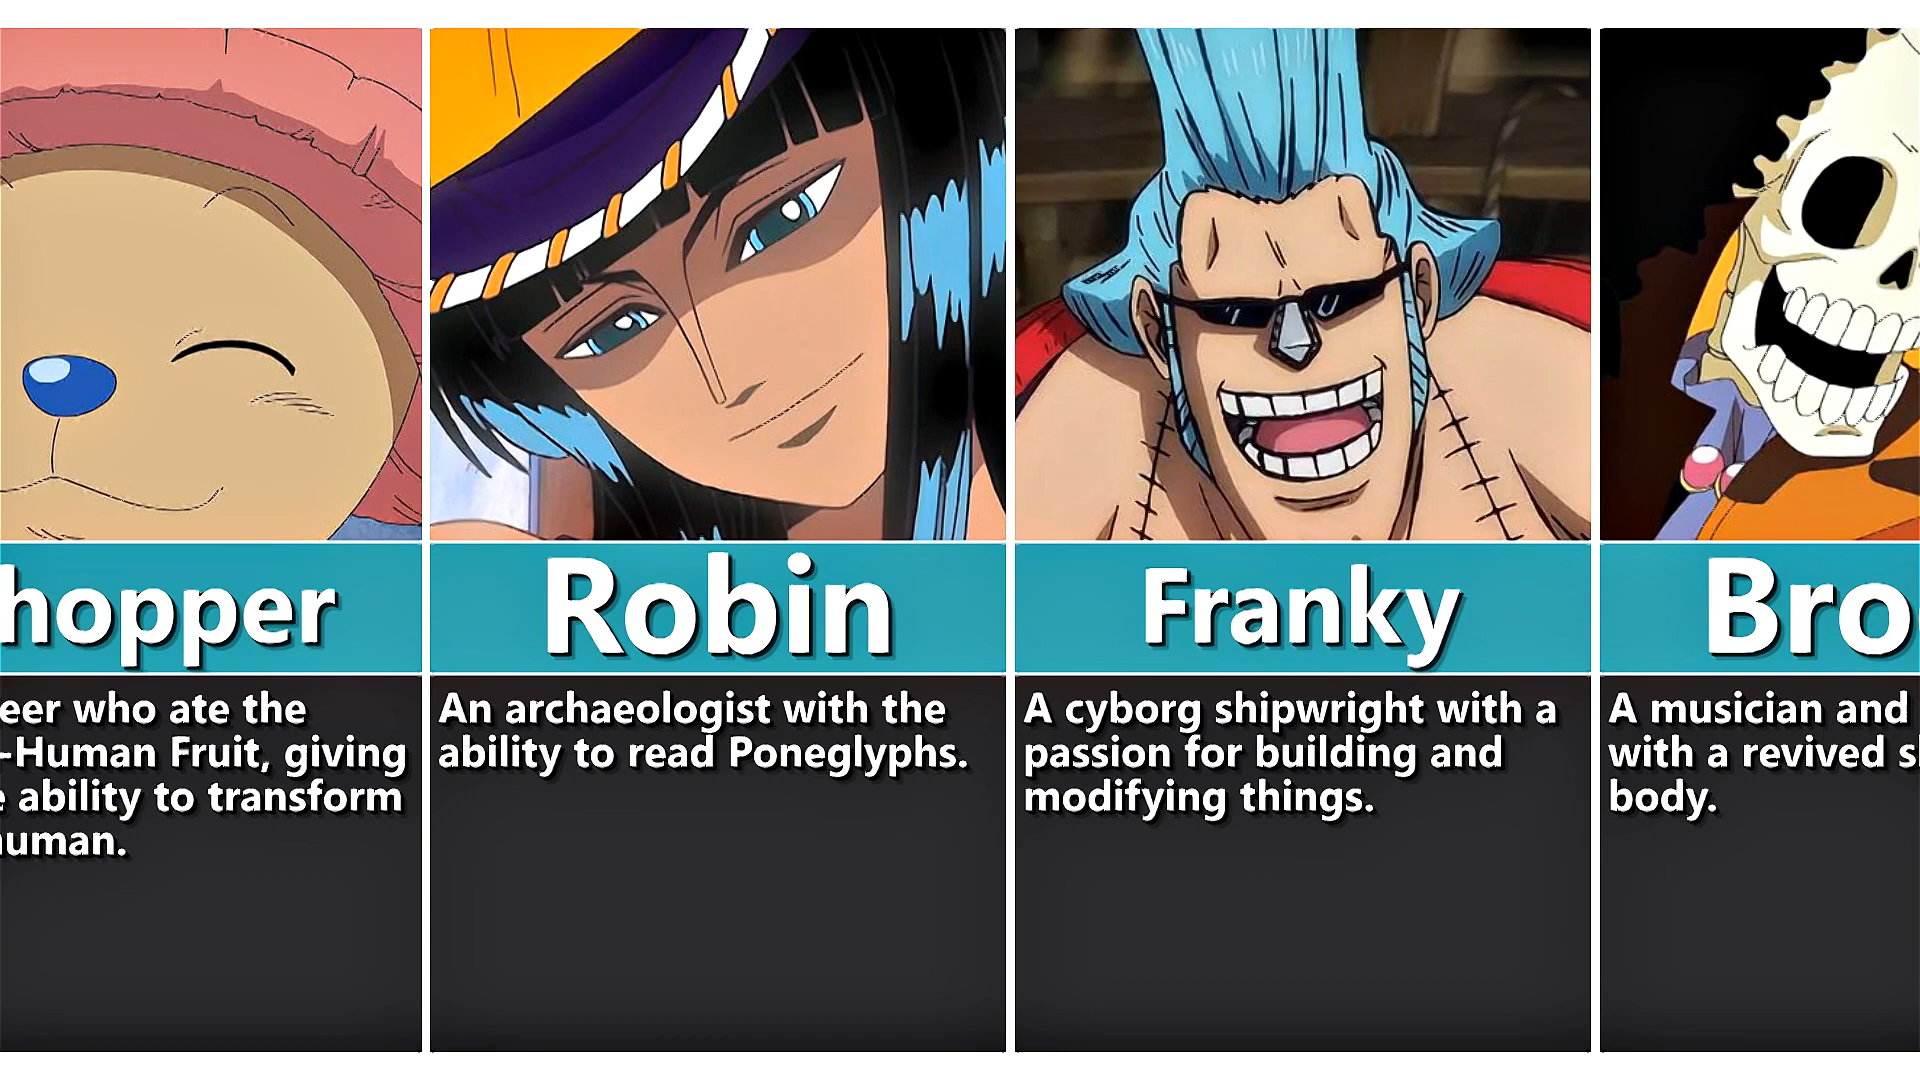 hopper
eer who ate the
-Human Fruit, giving
ability to transform
human.
Robin
An archaeologist with the
ability to read Poneglyphs.
Franky
A cyborg shipwright with a
passion for building and
modifying things.
Bro
A musician and
with a revived
body.